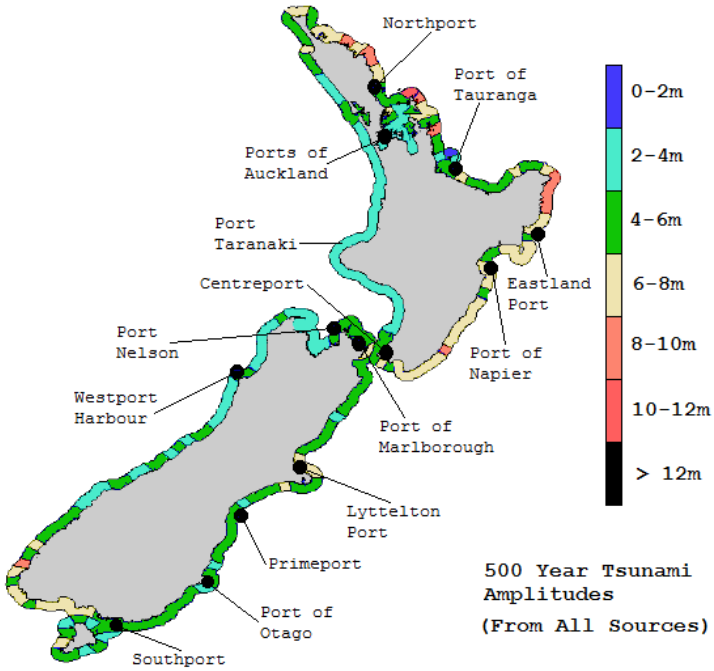 Northport
Port of
Tauranga
Ports of
Auckland
Port
Taranaki
Centreport
Eastland
Port
Port
Nelson
Port of
Napier
Westport
Harbour
Port of
Marlborough
Lyttelton
Port
Primeport
Port of
Otago
Southport
0-2m
2-4m
4-6m
6-8m
8-10m
10-12m
> 12m
500 Year Tsunami
Amplitudes
(From All Sources)